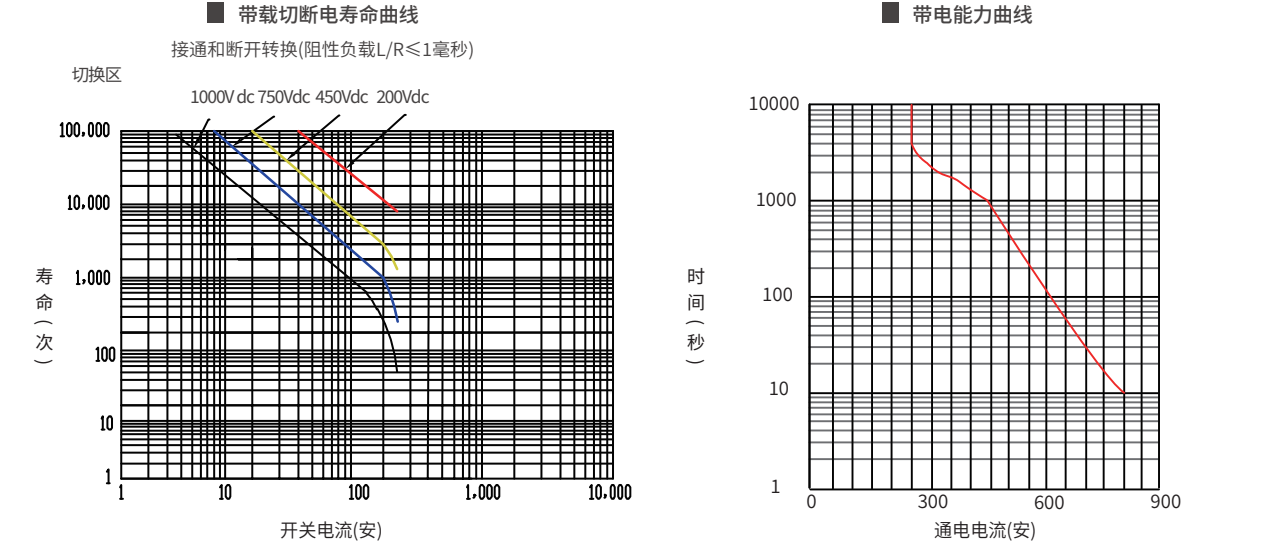 带载切断电寿命曲线
接通和断开转换(阻性负载L/R≤1毫秒)
切换区
1000V dc 750Vdc 450Vdc 200Vdc
100,000
10,000
1,000
100
10
1
寿命(次)
1 10 100 1,000 10,000
开关电流(安)
带电能力曲线
10000
1000
100
10
1
时间(秒)
0 300 600 900
通电电流(安)